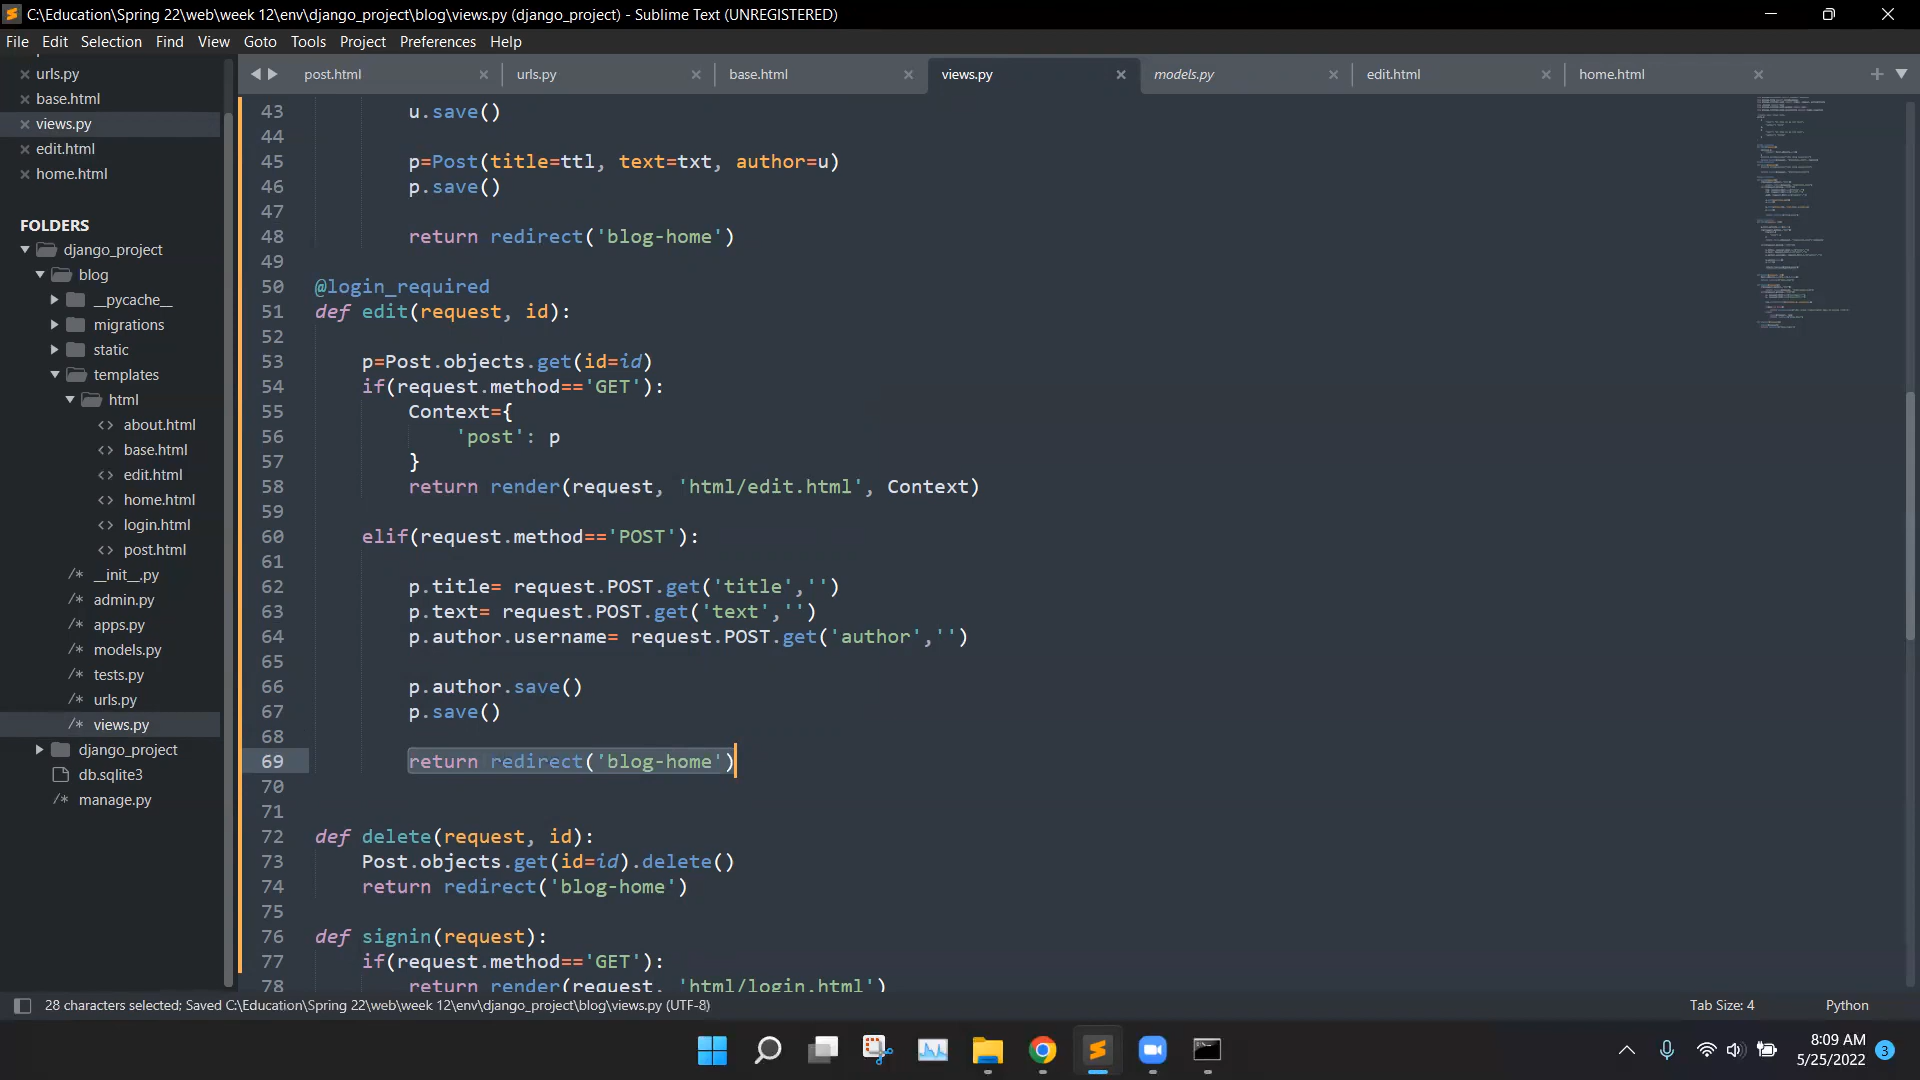 C:\Education\Spring 22\web\week 12\env\django_project\blog\views.py (django_project) - Sublime Text (UNREGISTERED)
File Edit Selection Find View Goto Tools Project Preferences Help
post.html urls.py base.html views.py models.py edit.html home.html
urls.py
base.html
views.py
edit.html
home.html
FOLDERS
django_project
blog
__pycache__
migrations
static
templates
html
about.html
base.html
edit.html
home.html
login.html
post.html
__init__.py
admin.py
apps.py
models.py
tests.py
urls.py
views.py
django_project
db.sqlite3
manage.py
43 u.save()
44
45 p=Post(title=ttl, text=txt, author=u)
46 p.save()
47
48 return redirect('blog-home')
49
50 @login_required
51 def edit(request, id):
52
53 p=Post.objects.get(id=id)
54 if(request.method=='GET'):
55 Context={
56 'post': p
57 }
58 return render(request, 'html/edit.html', Context)
59
60 elif(request.method=='POST'):
61
62 p.title= request.POST.get('title','')
63 p.text= request.POST.get('text','')
64 p.author.username= request.POST.get('author','')
65
66 p.author.save()
67 p.save()
68
69 return redirect('blog-home')
70
71
72 def delete(request, id):
73 Post.objects.get(id=id).delete()
74 return redirect('blog-home')
75
76 def signin(request):
77 if(request.method=='GET'):
78 return render(request, 'html/login.html')
28 characters selected; Saved C:\Education\Spring 22\web\week 12\env\django_project\blog\views.py (UTF-8)
Tab Size: 4 Python
8:09 AM
5/25/2022
3